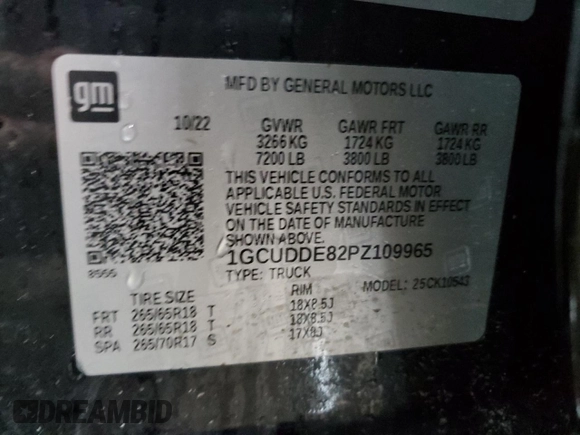 gm
MFD BY GENERAL MOTORS LLC
10/22 GVWR GAWR FRT GAWR RR
3266 KG 1724 KG 1724 KG
7200 LB 3800 LB 3800 LB
THIS VEHICLE CONFORMS TO ALL
APPLICABLE U.S. FEDERAL MOTOR
VEHICLE SAFETY STANDARDS IN EFFECT
ON THE DATE OF MANUFACTURE
SHOWN ABOVE.
1GCUDDE82PZ109965
TYPE: TRUCK MODEL:
TIRE SIZE RIM
FRT 265/65R18 T 18X8.5J
RR 265/65R18 T 18X8.5J
SPA 265/70R17 S 17X8J
DREAMBID